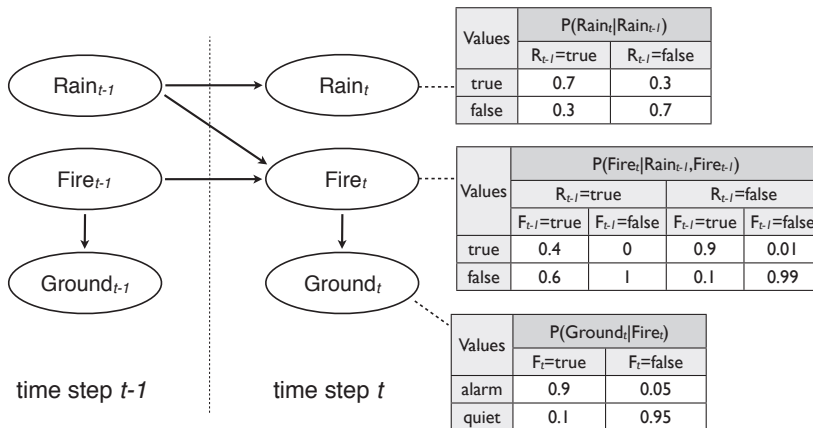 Rain_{t-1}
Rain_t
Fire_{t-1}
Fire_t
Ground_{t-1}
Ground_t
time step t-1
time step t
Values P(Rain_t|Rain_{t-1})
R_{t-1}=true R_{t-1}=false
true 0.7 0.3
false 0.3 0.7
Values P(Fire_t|Rain_{t-1},Fire_{t-1})
R_{t-1}=true R_{t-1}=false
F_{t-1}=true F_{t-1}=false F_{t-1}=true F_{t-1}=false
true 0.4 0 0.9 0.01
false 0.6 1 0.1 0.99
Values P(Ground_t|Fire_t)
F_t=true F_t=false
alarm 0.9 0.05
quiet 0.1 0.95